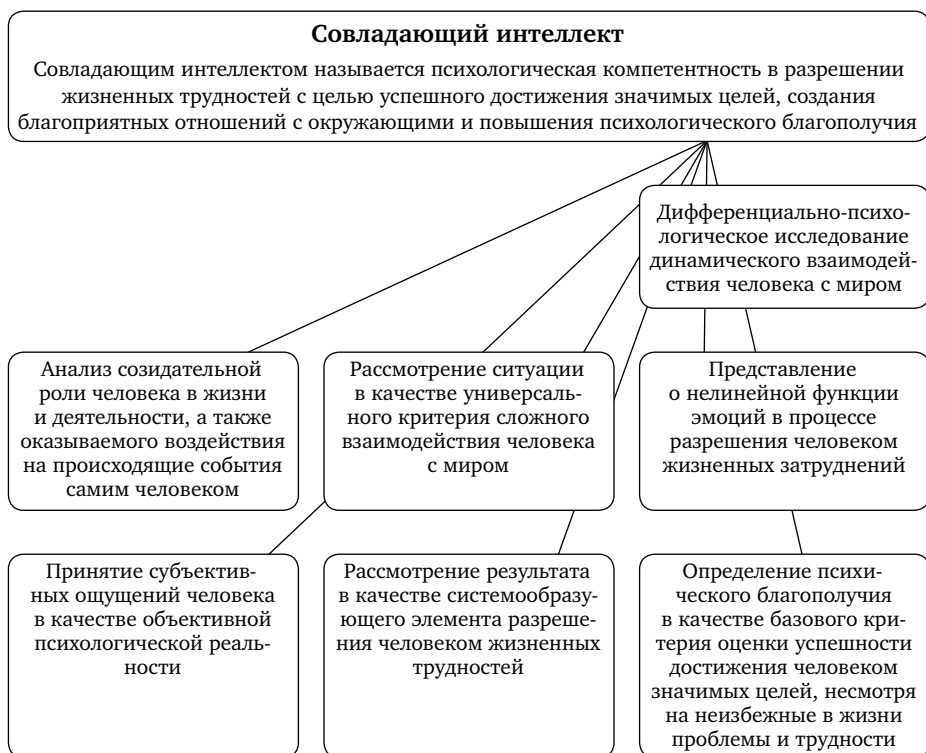 Совладающий интеллект
Совладающим интеллектом называется психологическая компетентность в разрешении
жизненных трудностей с целью успешного достижения значимых целей, создания
благоприятных отношений с окружающими и повышения психологического благополучия
Дифференциально-психо-
логическое исследование
динамического взаимодей-
ствия человека с миром
Анализ созидательной
роли человека в жизни
и деятельности, а также
оказываемого воздействия
на происходящие события
самим человеком
Рассмотрение ситуации
в качестве универсаль-
ного критерия сложного
взаимодействия человека
с миром
Представление
о нелинейной функции
эмоций в процессе
разрешения человеком
жизненных затруднений
Принятие субъектив-
ных ощущений человека
в качестве объективной
психологической реаль-
ности
Рассмотрение результата
в качестве системообразу-
ющего элемента разреше-
ния человеком жизненных
трудностей
Определение психи-
ческого благополучия
в качестве базового кри-
терия оценки успешности
достижения человеком
значимых целей, несмотря
на неизбежные в жизни
проблемы и трудности